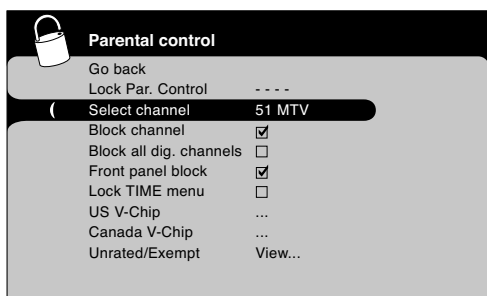 Parental control
Go back
Lock Par. Control - - - -
Select channel 51 MTV
Block channel ☑
Block all dig. channels ☐
Front panel block ☑
Lock TIME menu ☐
US V-Chip ...
Canada V-Chip ...
Unrated/Exempt View...